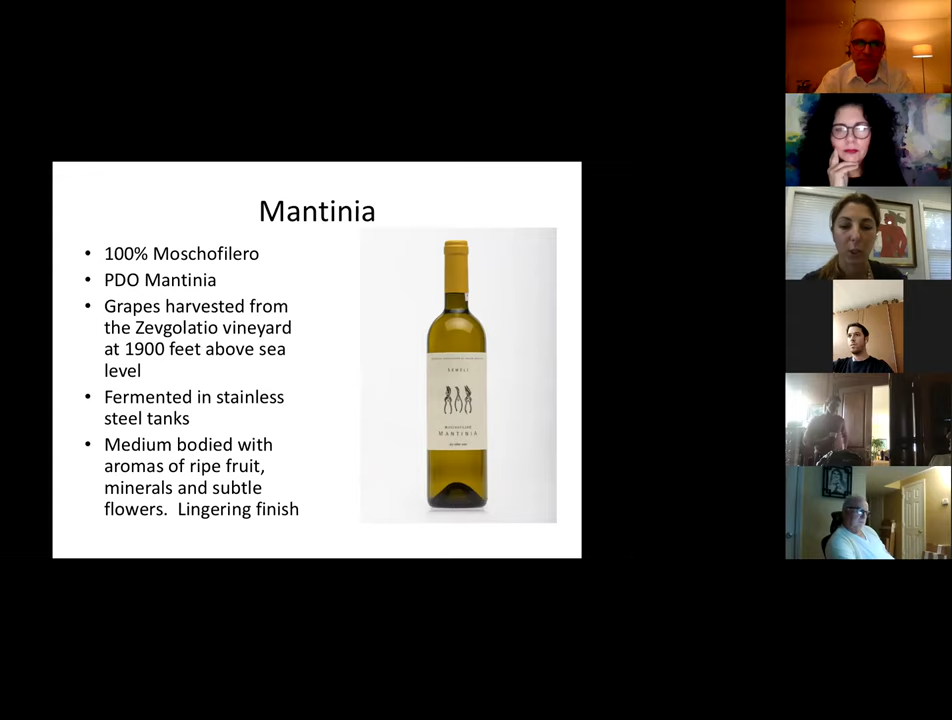 Mantinia
• 100% Moschofilero
• PDO Mantinia
• Grapes harvested from
the Zevgolatio vineyard
at 1900 feet above sea
level
• Fermented in stainless
steel tanks
• Medium bodied with
aromas of ripe fruit,
minerals and subtle
flowers.  Lingering finish
SEMELI
MANTINIA